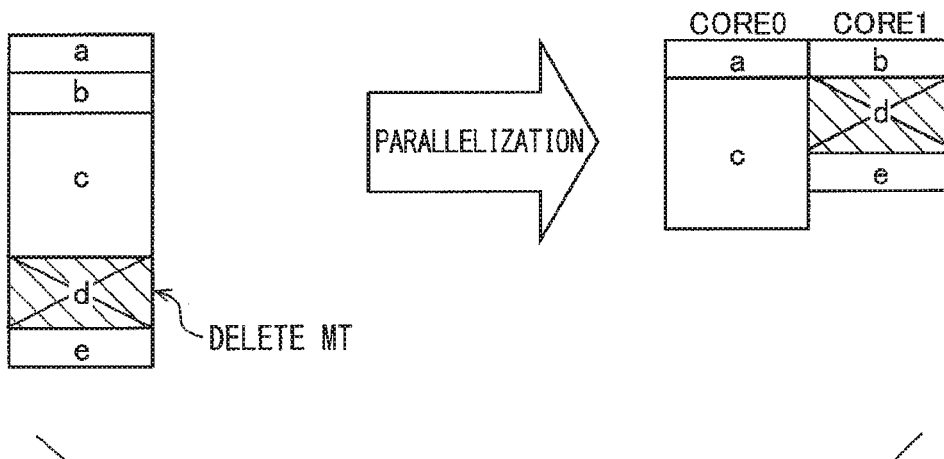 CORE0 CORE1
a
b
c
d
e
PARALLELIZATION
a b
c d
e
DELETE MT